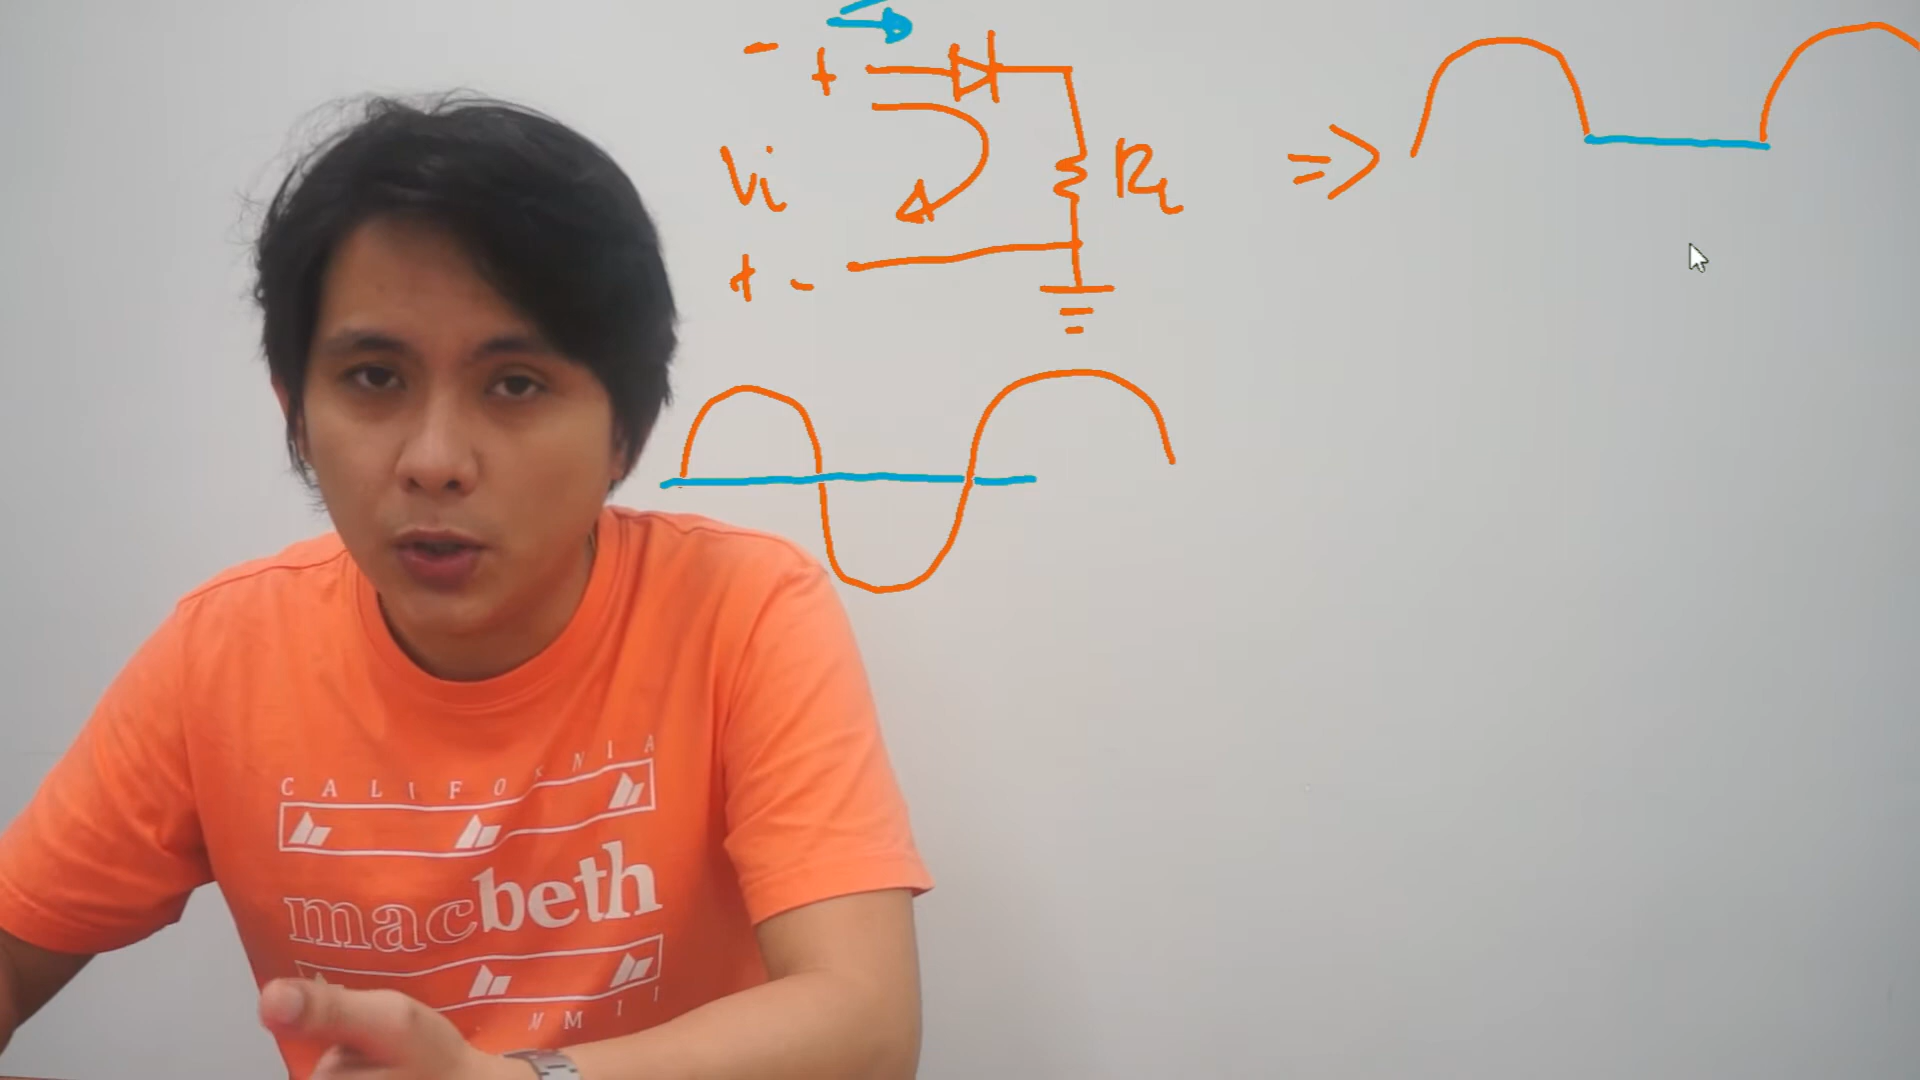 - +
Vi
RL
+ -
=>
CALIFORNIA
macbeth